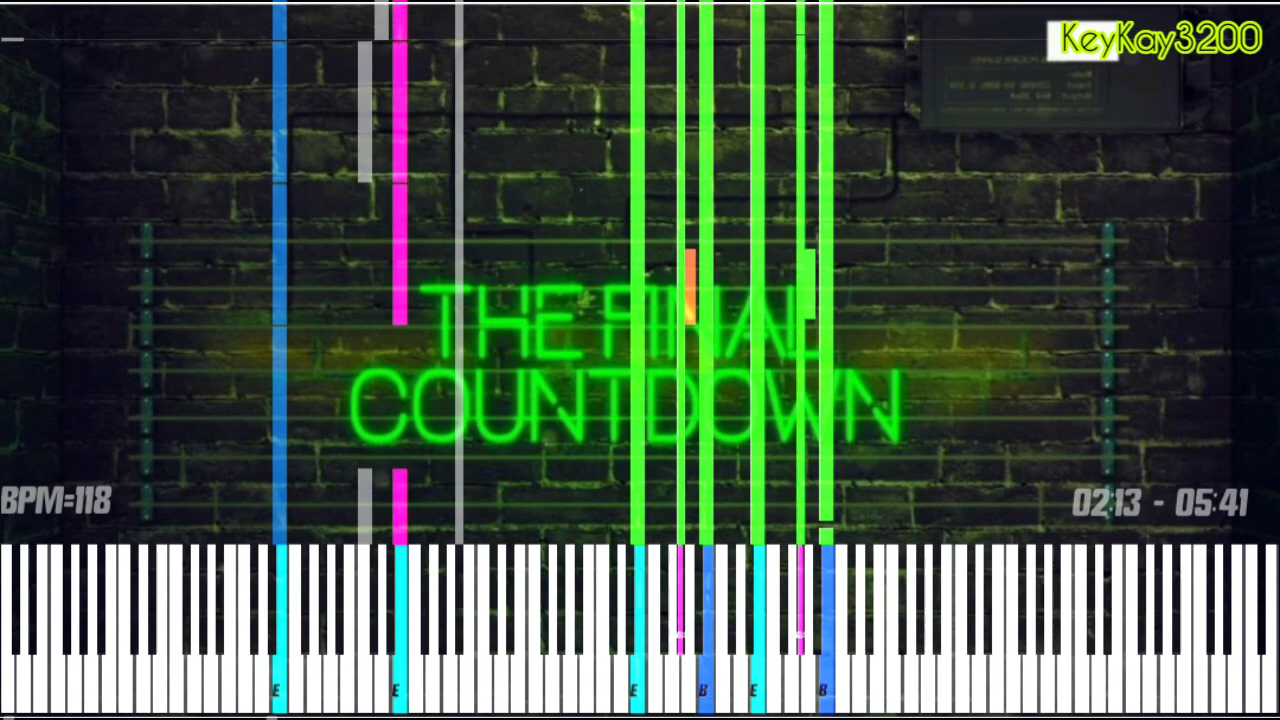 KeyKay3200
THE FINAL
COUNTDOWN
BPM=118
02:13 - 05:41
E E E B E B